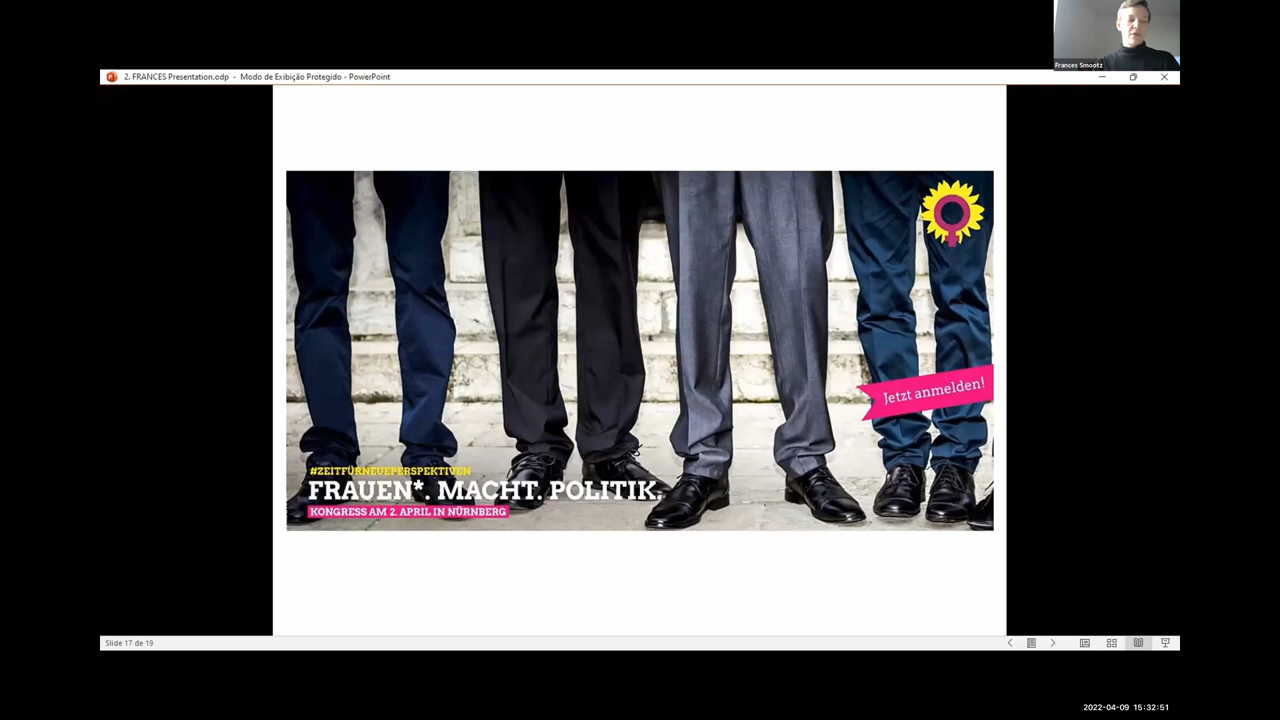 Frances Smootz
2. FRANCES Presentation.odp - Modo de Exibição Protegido - PowerPoint
Jetzt anmelden!
#ZEITFÜRNEUEPERSPEKTIVEN
FRAUEN*. MACHT. POLITIK.
KONGRESS AM 2. APRIL IN NÜRNBERG
Slide 17 de 19
2022-04-09 15:32:51